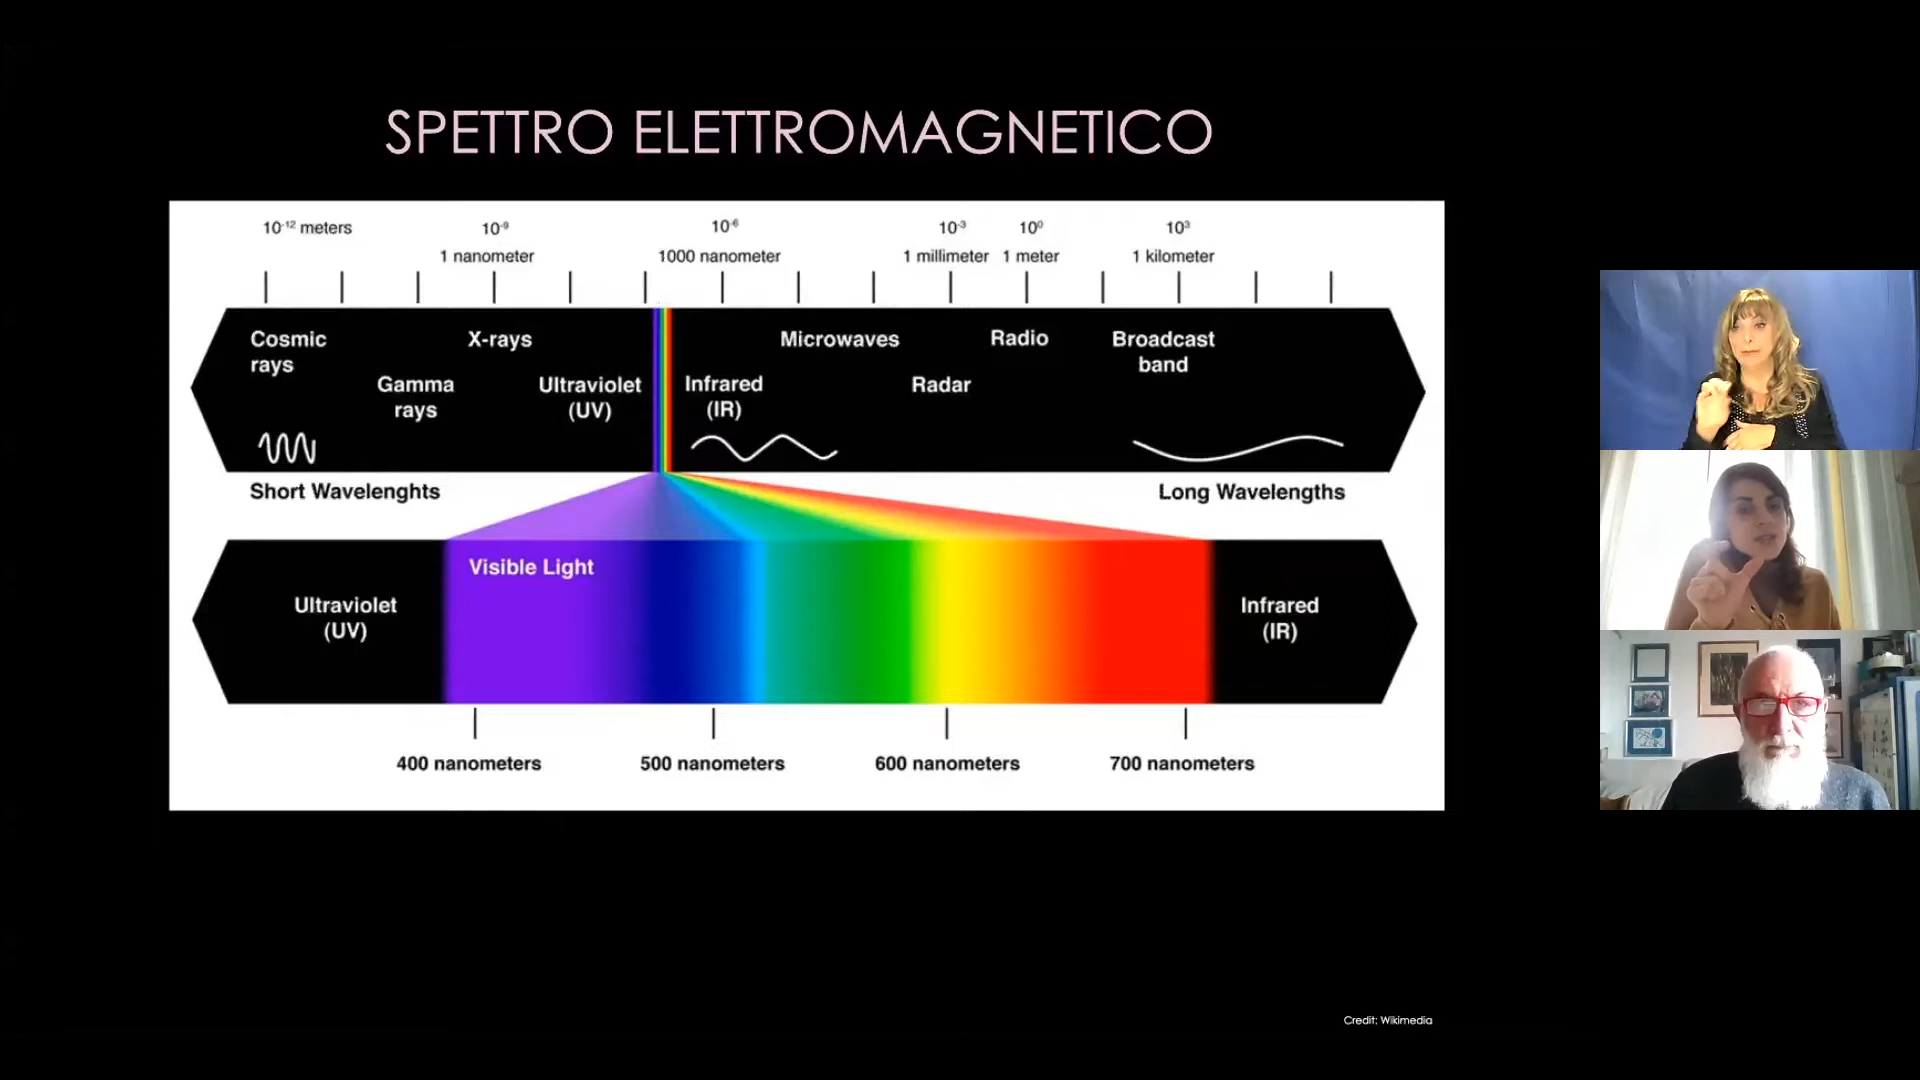 SPETTRO ELETTROMAGNETICO
10⁻¹² meters
10⁻⁹
10⁻⁶
10⁻³
10⁰
10³
1 nanometer
1000 nanometer
1 millimeter
1 meter
1 kilometer
Cosmic
rays
Gamma
rays
X-rays
Ultraviolet
(UV)
Infrared
(IR)
Microwaves
Radar
Radio
Broadcast
band
Short Wavelenghts
Long Wavelengths
Ultraviolet
(UV)
Visible Light
Infrared
(IR)
400 nanometers
500 nanometers
600 nanometers
700 nanometers
Credit: Wikimedia